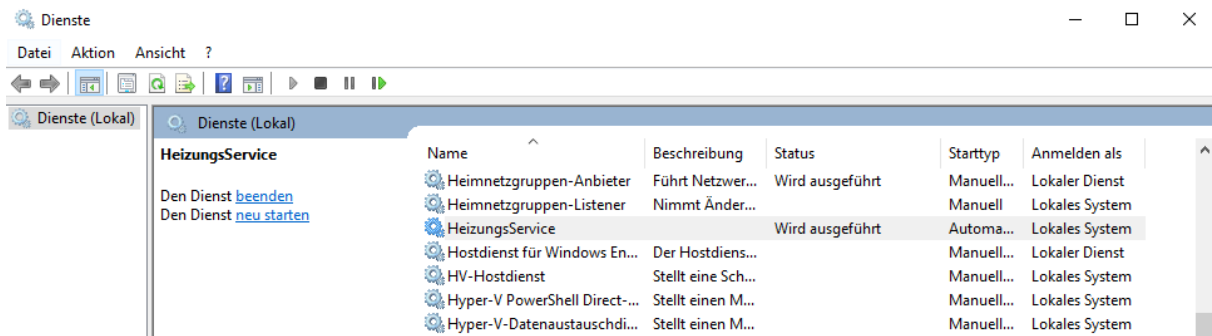 Dienste
Datei Aktion Ansicht ?
Dienste (Lokal)
Dienste (Lokal)
HeizungsService
Den Dienst beenden
Den Dienst neu starten
Name Beschreibung Status Starttyp Anmelden als
Heimnetzgruppen-Anbieter Führt Netzwer... Wird ausgeführt Manuell... Lokaler Dienst
Heimnetzgruppen-Listener Nimmt Änder... Manuell Lokales System
HeizungsService Wird ausgeführt Automa... Lokales System
Hostdienst für Windows En... Der Hostdiens... Manuell... Lokaler Dienst
HV-Hostdienst Stellt eine Sch... Manuell... Lokales System
Hyper-V PowerShell Direct-... Stellt einen M... Manuell... Lokales System
Hyper-V-Datenaustauschdi... Stellt einen M... Manuell... Lokales System